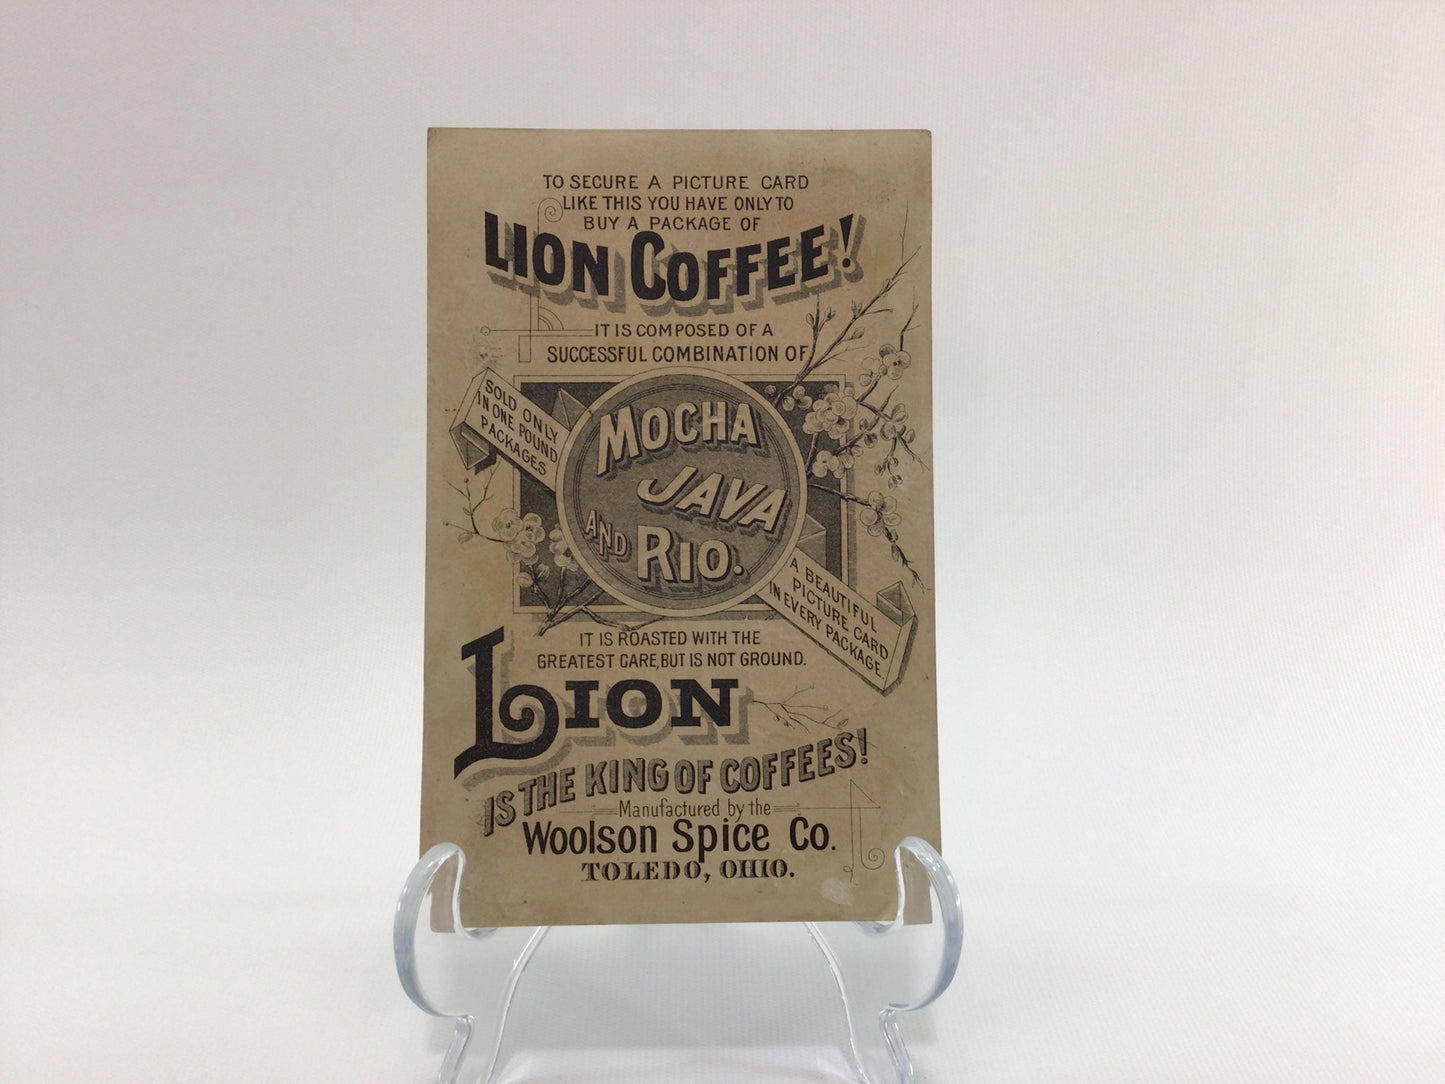 TO SECURE A PICTURE CARD
LIKE THIS YOU HAVE ONLY TO
BUY A PACKAGE OF
LION COFFEE!
IT IS COMPOSED OF A
SUCCESSFUL COMBINATION OF
SOLD ONLY
IN ONE POUND
PACKAGES
MOCHA
JAVA
AND RIO.
A BEAUTIFUL
PICTURE CARD
IN EVERY PACKAGE.
IT IS ROASTED WITH THE
GREATEST CARE, BUT IS NOT GROUND.
LION
IS THE KING OF COFFEES!
Manufactured by the
Woolson Spice Co.
TOLEDO, OHIO.